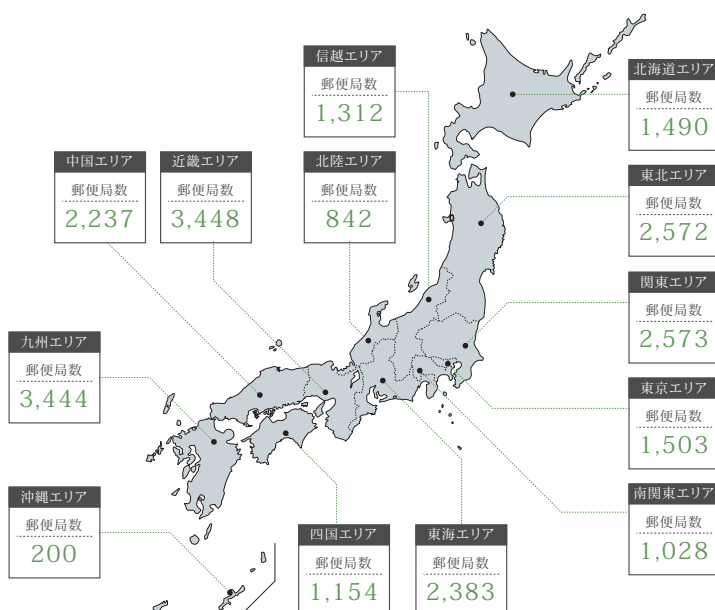 信越エリア
郵便局数
1,312
北海道エリア
郵便局数
1,490
中国エリア
郵便局数
2,237
近畿エリア
郵便局数
3,448
北陸エリア
郵便局数
842
東北エリア
郵便局数
2,572
関東エリア
郵便局数
2,573
九州エリア
郵便局数
3,444
東京エリア
郵便局数
1,503
沖縄エリア
郵便局数
200
四国エリア
郵便局数
1,154
東海エリア
郵便局数
2,383
南関東エリア
郵便局数
1,028